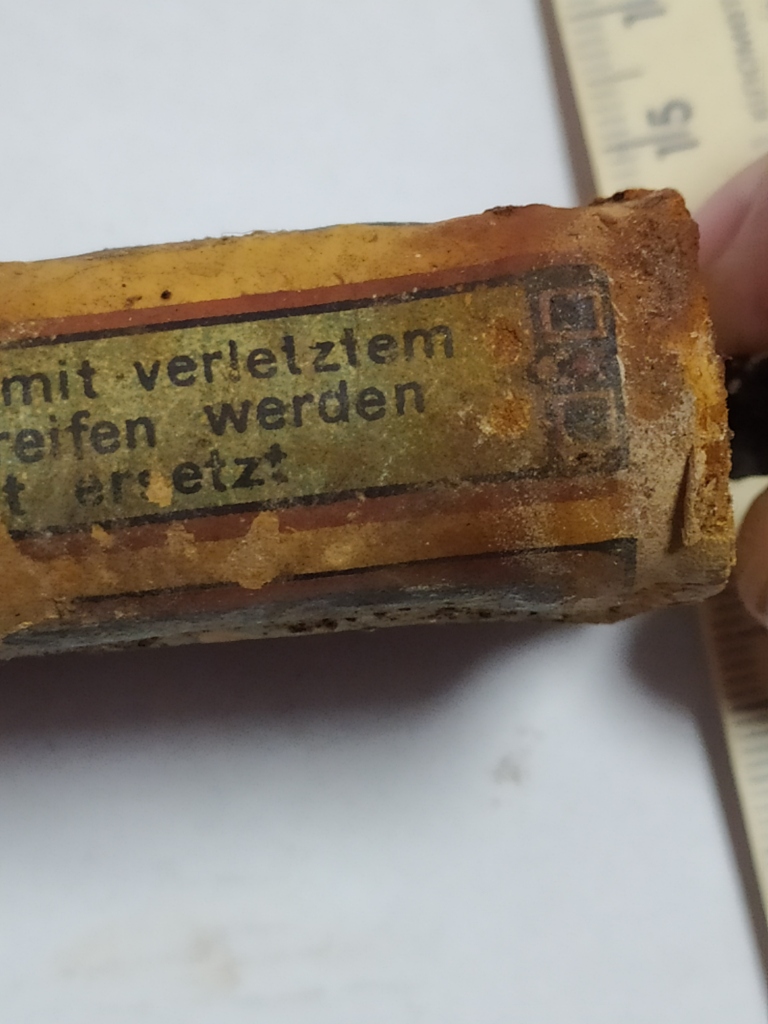 mit verletztem
reifen werden
t ersetzt
15